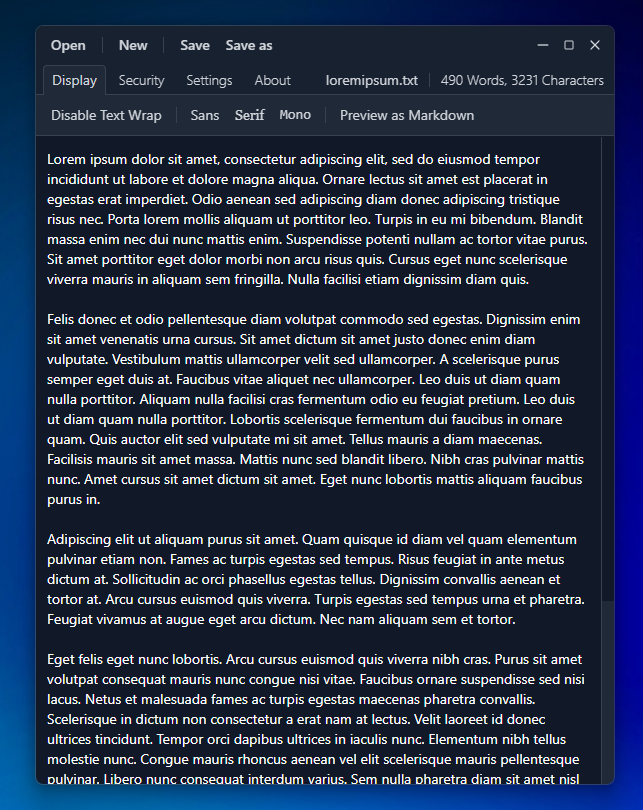 Open New Save Save as
Display Security Settings About loremipsum.txt 490 Words, 3231 Characters
Disable Text Wrap Sans Serif Mono Preview as Markdown
Lorem ipsum dolor sit amet, consectetur adipiscing elit, sed do eiusmod tempor
incididunt ut labore et dolore magna aliqua. Ornare lectus sit amet est placerat in
egestas erat imperdiet. Odio aenean sed adipiscing diam donec adipiscing tristique
risus nec. Porta lorem mollis aliquam ut porttitor leo. Turpis in eu mi bibendum. Blandit
massa enim nec dui nunc mattis enim. Suspendisse potenti nullam ac tortor vitae purus.
Sit amet porttitor eget dolor morbi non arcu risus quis. Cursus eget nunc scelerisque
viverra mauris in aliquam sem fringilla. Nulla facilisi etiam dignissim diam quis.
Felis donec et odio pellentesque diam volutpat commodo sed egestas. Dignissim enim
sit amet venenatis urna cursus. Sit amet dictum sit amet justo donec enim diam
vulputate. Vestibulum mattis ullamcorper velit sed ullamcorper. A scelerisque purus
semper eget duis at. Faucibus vitae aliquet nec ullamcorper. Leo duis ut diam quam
nulla porttitor. Aliquam nulla facilisi cras fermentum odio eu feugiat pretium. Leo duis
ut diam quam nulla porttitor. Lobortis scelerisque fermentum dui faucibus in ornare
quam. Quis auctor elit sed vulputate mi sit amet. Tellus mauris a diam maecenas.
Facilisis mauris sit amet massa. Mattis nunc sed blandit libero. Nibh cras pulvinar mattis
nunc. Amet cursus sit amet dictum sit amet. Eget nunc lobortis mattis aliquam faucibus
purus in.
Adipiscing elit ut aliquam purus sit amet. Quam quisque id diam vel quam elementum
pulvinar etiam non. Fames ac turpis egestas sed tempus. Risus feugiat in ante metus
dictum at. Sollicitudin ac orci phasellus egestas tellus. Dignissim convallis aenean et
tortor at. Arcu cursus euismod quis viverra. Turpis egestas sed tempus urna et pharetra.
Feugiat vivamus at augue eget arcu dictum. Nec nam aliquam sem et tortor.
Eget felis eget nunc lobortis. Arcu cursus euismod quis viverra nibh cras. Purus sit amet
volutpat consequat mauris nunc congue nisi vitae. Faucibus ornare suspendisse sed nisi
lacus. Netus et malesuada fames ac turpis egestas maecenas pharetra convallis.
Scelerisque in dictum non consectetur a erat nam at lectus. Velit laoreet id donec
ultrices tincidunt. Tempor orci dapibus ultrices in iaculis nunc. Elementum nibh tellus
molestie nunc. Congue mauris rhoncus aenean vel elit scelerisque mauris pellentesque
pulvinar. Libero nunc consequat interdum varius. Sem nulla pharetra diam sit amet nisl